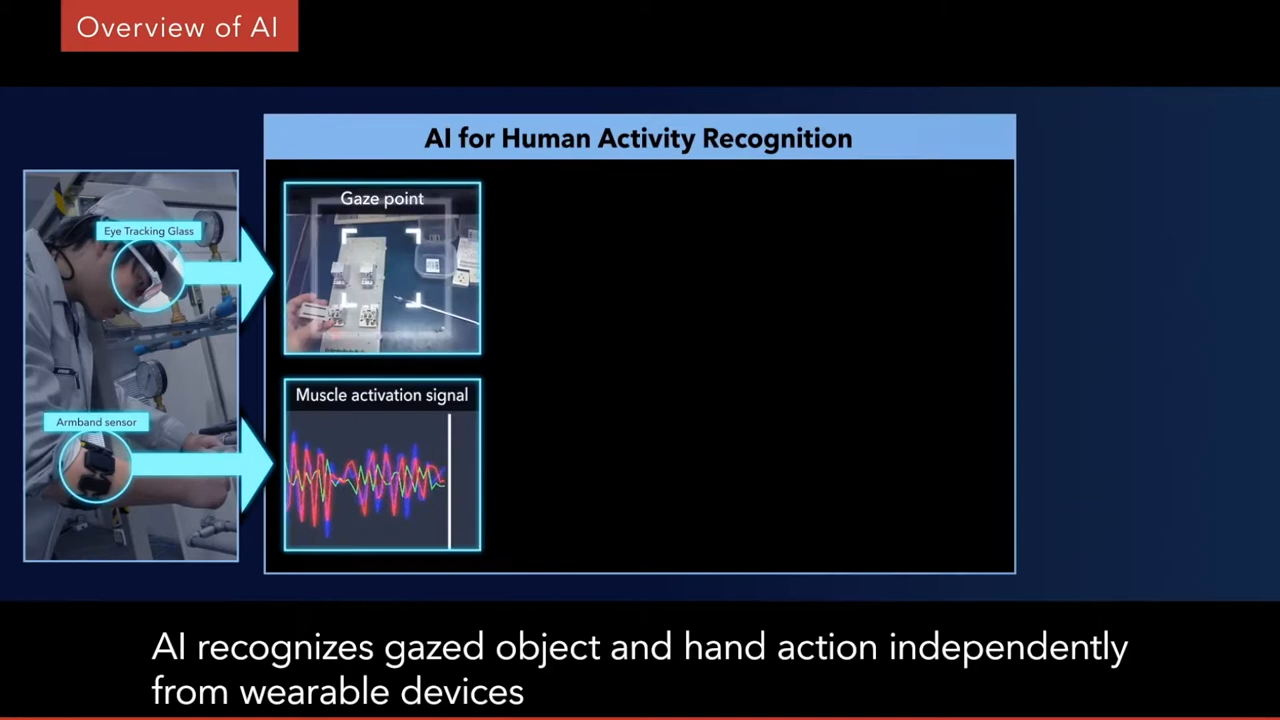 Overview of AI
AI for Human Activity Recognition
Eye Tracking Glass
Gaze point
Armband sensor
Muscle activation signal
AI recognizes gazed object and hand action independently
from wearable devices